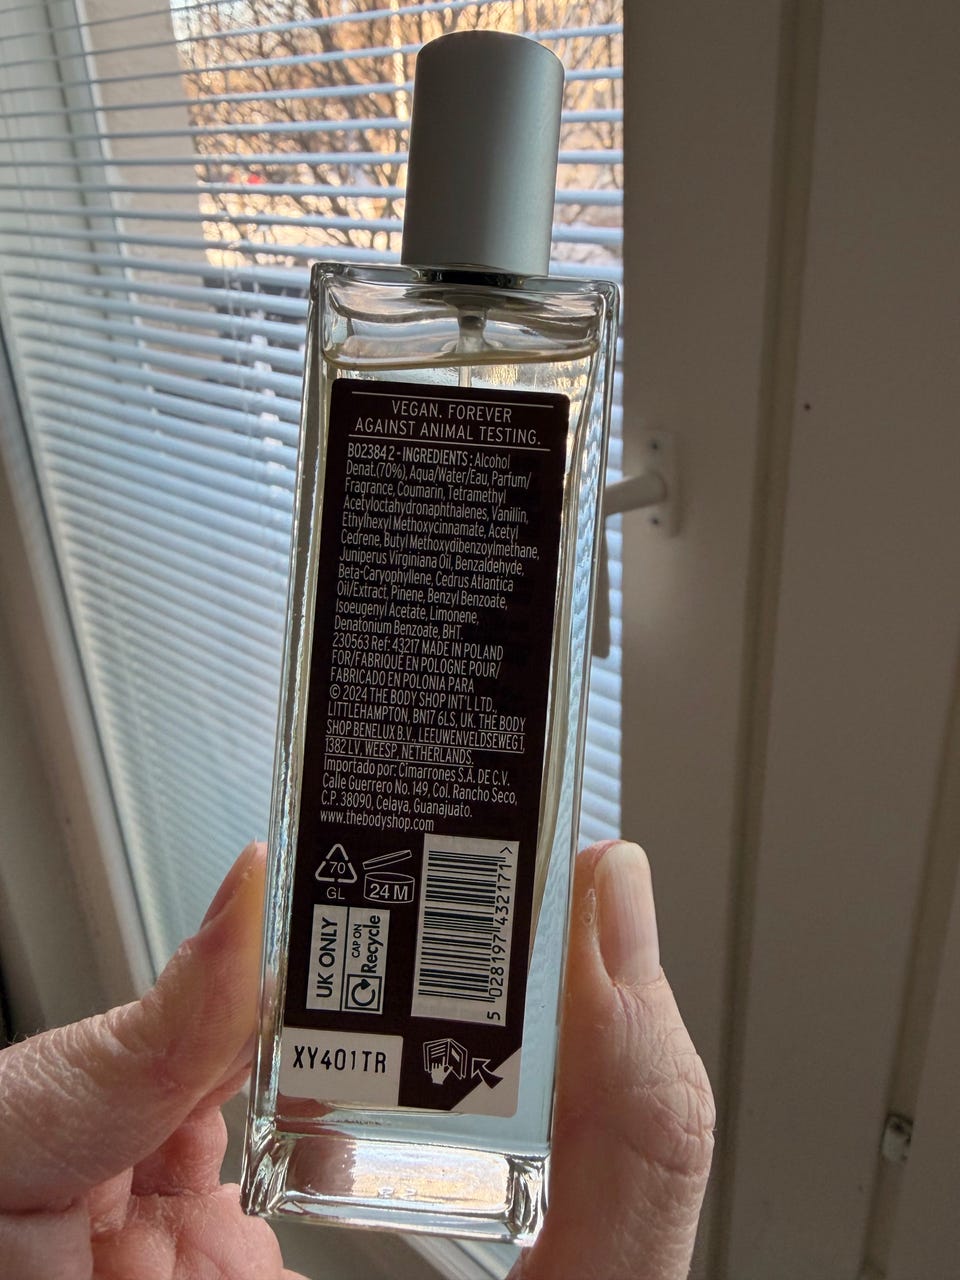 VEGAN. FOREVER
AGAINST ANIMAL TESTING.
B023842 - INGREDIENTS: Alcohol
Denat.(70%), Aqua/Water/Eau, Parfum/
Fragrance, Coumarin, Tetramethyl
Acetyloctahydronaphthalenes, Vanillin,
Ethylhexyl Methoxycinnamate, Acetyl
Cedrene, Butyl Methoxydibenzoylmethane,
Juniperus Virginiana Oil, Benzaldehyde,
Beta-Caryophyllene, Cedrus Atlantica
Oil/Extract, Pinene, Benzyl Benzoate,
Isoeugenyl Acetate, Limonene,
Denatonium Benzoate, BHT.
230563 Ref: 43217 MADE IN POLAND
FOR/FABRIQUÉ EN POLOGNE POUR/
FABRICADO EN POLONIA PARA
© 2024 THE BODY SHOP INT'L LTD.,
LITTLEHAMPTON, BN17 6LS, UK. THE BODY
SHOP BENELUX B.V., LEEUWENVELDSEWEG 1,
1382 LV, WEESP, NETHERLANDS.
Importado por: Cimarrones S.A. DE C.V.
Calle Guerrero No. 149, Col. Rancho Seco,
C.P. 38090, Celaya, Guanajuato.
www.thebodyshop.com
70
GL
24 M
UK ONLY
CAP ON
Recycle
5 028197 432171 >
XY401TR